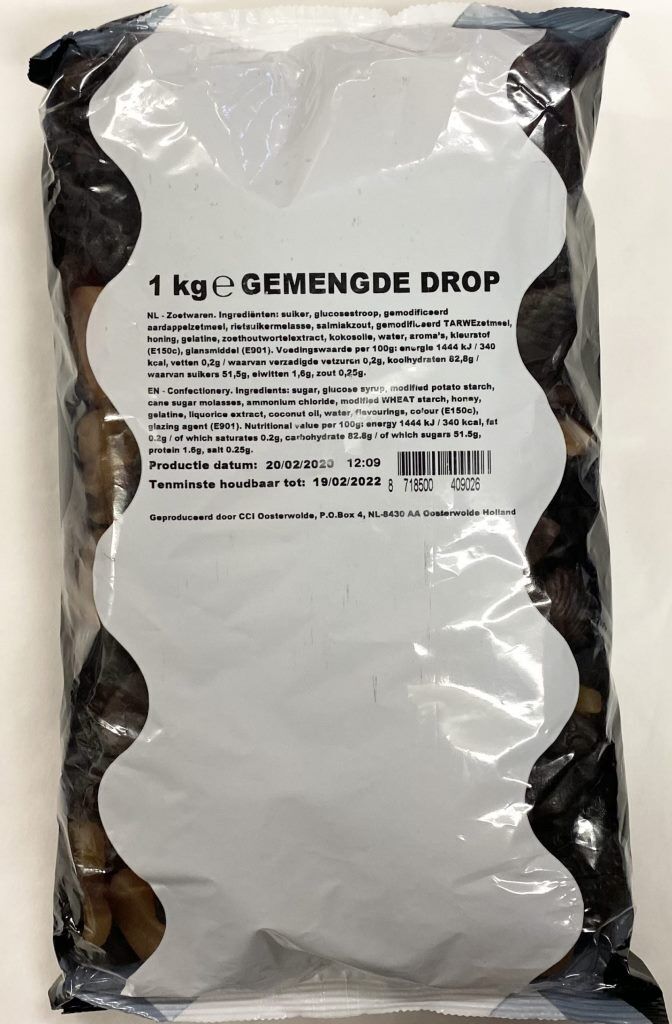 1 kg ℮ GEMENGDE DROP
NL - Zoetwaren. Ingrediënten: suiker, glucosestroop, gemodificeerd
aardappelzetmeel, rietsuikermelasse, salmiakzout, gemodificeerd TARWEzetmeel,
honing, gelatine, zoethoutwortelextract, kokosolie, water, aroma's, kleurstof
(E150c), glansmiddel (E901). Voedingswaarde per 100g: energie 1444 kJ / 340
kcal, vetten 0,2g / waarvan verzadigde vetzuren 0,2g, koolhydraten 82,8g /
waarvan suikers 51,5g, eiwitten 1,6g, zout 0,25g.
EN - Confectionery. Ingredients: sugar, glucose syrup, modified potato starch,
cane sugar molasses, ammonium chloride, modified WHEAT starch, honey,
gelatine, liquorice extract, coconut oil, water, flavourings, colour (E150c),
glazing agent (E901). Nutritional value per 100g: energy 1444 kJ / 340 kcal, fat
0.2g / of which saturates 0.2g, carbohydrate 82.8g / of which sugars 51.5g,
protein 1.6g, salt 0.25g.
Productie datum: 20/02/2020 12:09
Tenminste houdbaar tot: 19/02/2022
8 718500 409026
Geproduceerd door CCI Oosterwolde, P.O.Box 4, NL-8430 AA Oosterwolde Holland